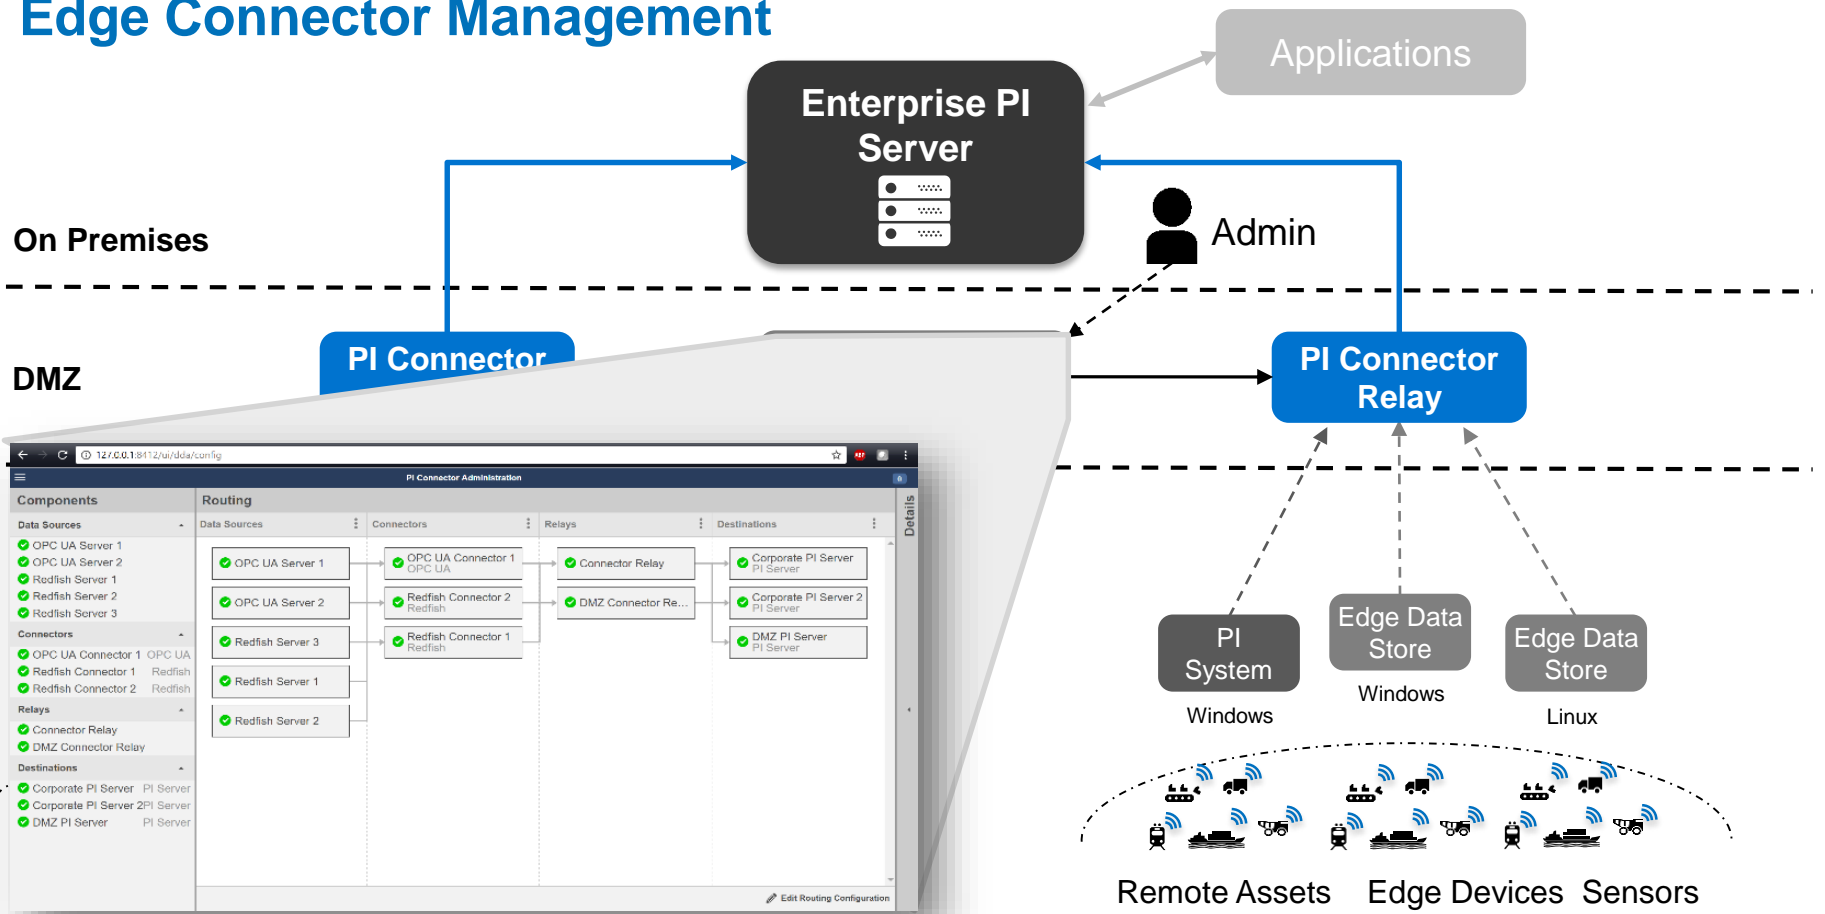 Edge Connector Management
Applications
Enterprise PI
Server
On Premises
Admin
DMZ
PI Connector
PI Connector
Relay
127.0.0.1:8412/ui/dda/config
PI Connector Administration
Components
Data Sources
OPC UA Server 1
OPC UA Server 2
Redfish Server 1
Redfish Server 2
Redfish Server 3
Connectors
OPC UA Connector 1 OPC UA
Redfish Connector 1 Redfish
Redfish Connector 2 Redfish
Relays
Connector Relay
DMZ Connector Relay
Destinations
Corporate PI Server PI Server
Corporate PI Server 2 PI Server
DMZ PI Server PI Server
Routing
Data Sources
Connectors
Relays
Destinations
OPC UA Server 1
OPC UA Server 2
Redfish Server 3
Redfish Server 1
Redfish Server 2
OPC UA Connector 1
OPC UA
Redfish Connector 2
Redfish
Redfish Connector 1
Redfish
Connector Relay
DMZ Connector Re...
Corporate PI Server
PI Server
Corporate PI Server 2
PI Server
DMZ PI Server
PI Server
Details
Edit Routing Configuration
PI
System
Windows
Edge Data
Store
Windows
Edge Data
Store
Linux
Remote Assets
Edge Devices
Sensors